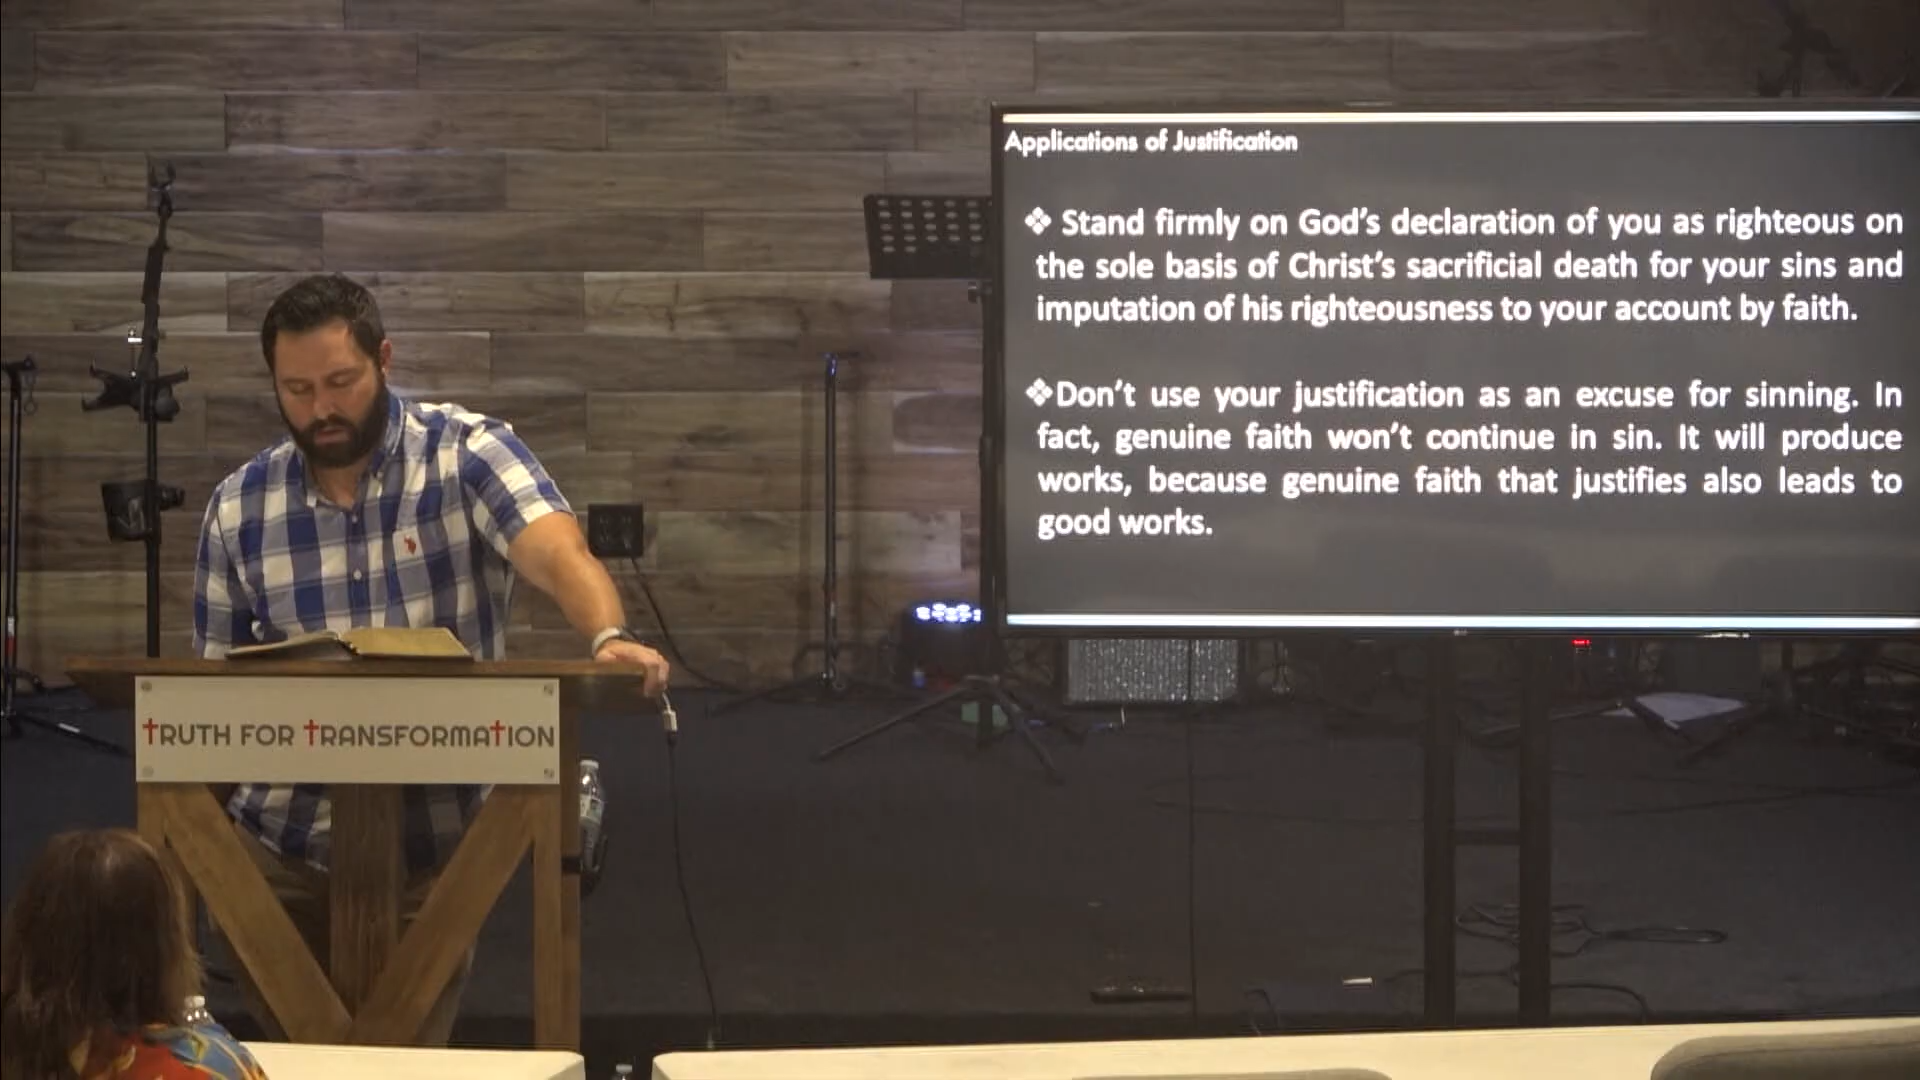 Applications of Justification
❖ Stand firmly on God's declaration of you as righteous on
the sole basis of Christ's sacrificial death for your sins and
imputation of his righteousness to your account by faith.
❖Don't use your justification as an excuse for sinning. In
fact, genuine faith won't continue in sin. It will produce
works, because genuine faith that justifies also leads to
good works.
TRUTH FOR TRANSFORMATION